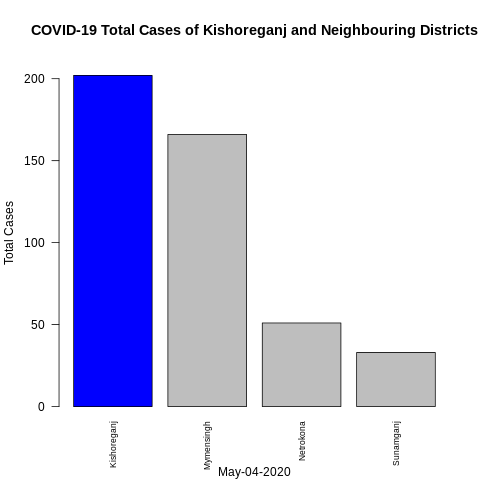 COVID-19 Total Cases of Kishoreganj and Neighbouring Districts
Total Cases
200
150
100
50
0
Kishoreganj
Mymensingh
Netrokona
Sunamganj
May-04-2020